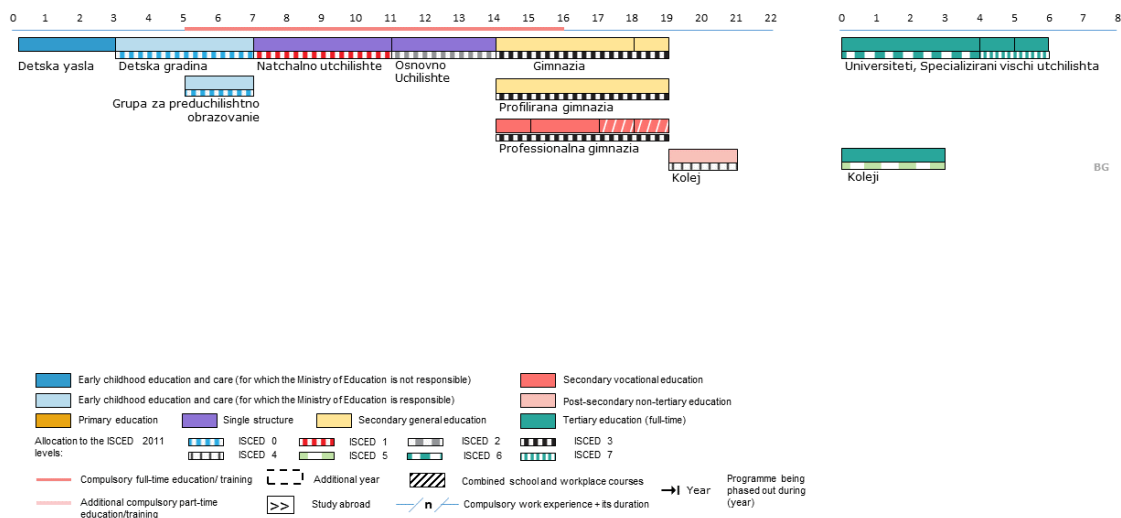 0 1 2 3 4 5 6 7 8 9 10 11 12 13 14 15 16 17 18 19 20 21 22 0 1 2 3 4 5 6 7 8
Detska yasla Detska gradina Natchalno utchilishte Osnovno Uchilishte Gimnazia Universiteti, Specializirani vischi utchilishta
Grupa za preduchilishtno
obrazovanie
Profilirana gimnazia
Professionalna gimnazia
Kolej Koleji BG
Early childhood education and care (for which the Ministry of Education is not responsible) Secondary vocational education
Early childhood education and care (for which the Ministry of Education is responsible) Post-secondary non-tertiary education
Primary education Single structure Secondary general education Tertiary education (full-time)
Allocation to the ISCED 2011
levels:
ISCED 0 ISCED 1 ISCED 2 ISCED 3
ISCED 4 ISCED 5 ISCED 6 ISCED 7
Compulsory full-time education/ training Additional year Combined school and workplace courses Year Programme being
phased out during
(year)
Additional compulsory part-time
education/training
>> Study abroad n Compulsory work experience + its duration